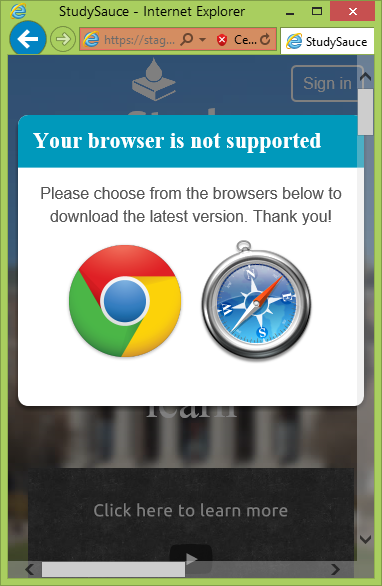 StudySauce - Internet Explorer
https://stag...
Ce...
StudySauce
Sign in
Your browser is not supported
Please choose from the browsers below to
download the latest version. Thank you!
N
E
S
W
learn
Click here to learn more